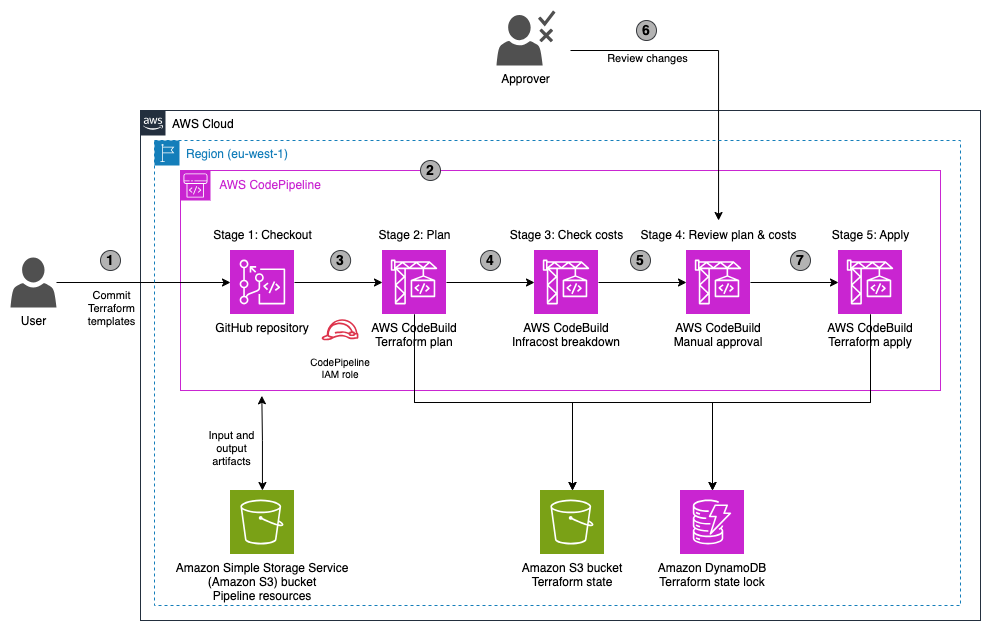 6
Review changes
Approver
aws
AWS Cloud
Region (eu-west-1)
2
AWS CodePipeline
Stage 1: Checkout
Stage 2: Plan
Stage 3: Check costs
Stage 4: Review plan & costs
Stage 5: Apply
1
3
4
5
7
User
Commit
Terraform
templates
GitHub repository
AWS CodeBuild
Terraform plan
AWS CodeBuild
Infracost breakdown
AWS CodeBuild
Manual approval
AWS CodeBuild
Terraform apply
CodePipeline
IAM role
Input and
output
artifacts
Amazon Simple Storage Service
(Amazon S3) bucket
Pipeline resources
Amazon S3 bucket
Terraform state
Amazon DynamoDB
Terraform state lock